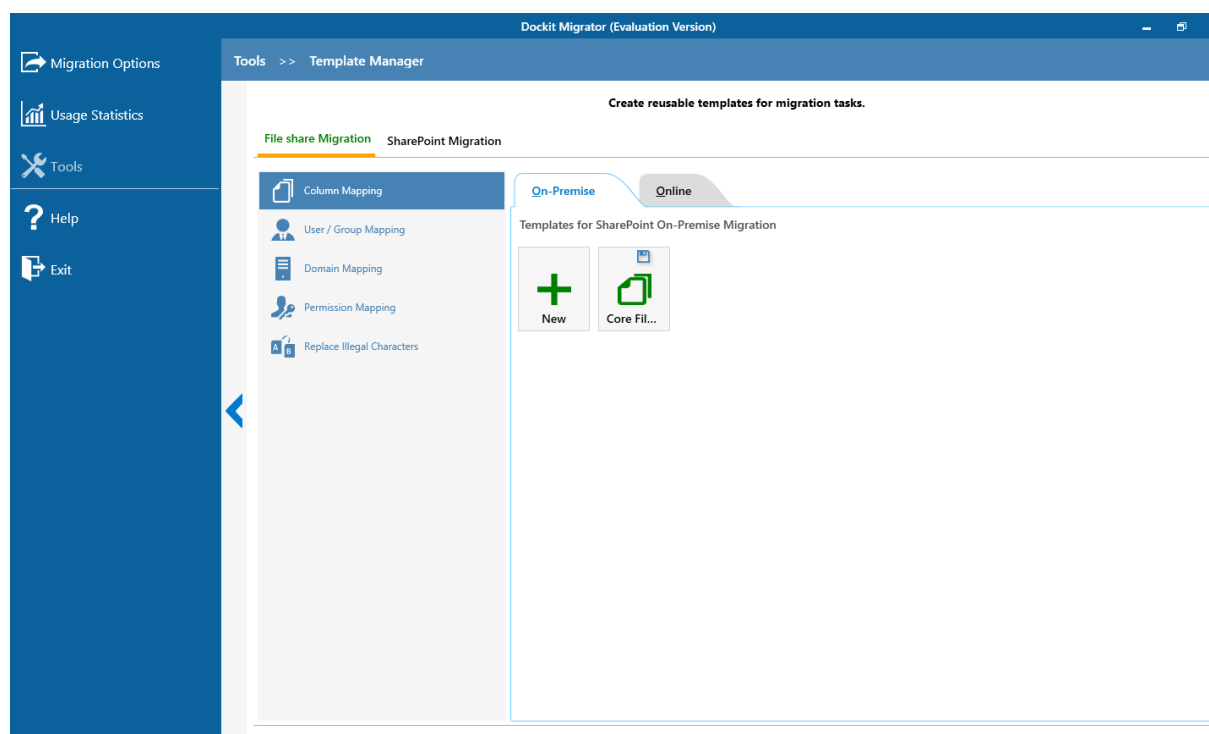 Dockit Migrator (Evaluation Version)
Migration Options
Usage Statistics
Tools
Help
Exit
Tools >> Template Manager
Create reusable templates for migration tasks.
File share Migration SharePoint Migration
Column Mapping
User / Group Mapping
Domain Mapping
Permission Mapping
A B Replace Illegal Characters
On-Premise Online
Templates for SharePoint On-Premise Migration
New Core Fil...